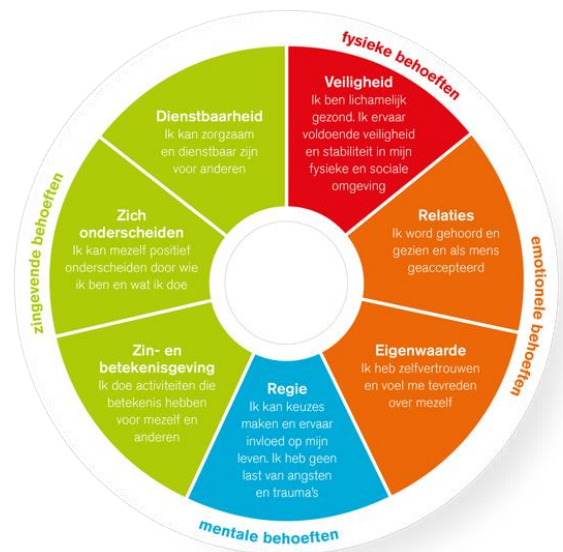 fysieke behoeften
Veiligheid
Ik ben lichamelijk
gezond. Ik ervaar
voldoende veiligheid
en stabiliteit in mijn
fysieke en sociale
omgeving
emotionele behoeften
Relaties
Ik word gehoord en
gezien en als mens
geaccepteerd
Eigenwaarde
Ik heb zelfvertrouwen
en voel me tevreden
over mezelf
mentale behoeften
Regie
Ik kan keuzes
maken en ervaar
invloed op mijn
leven. Ik heb geen
last van angsten
en trauma's
zingevende behoeften
Zin- en
betekenisgeving
Ik doe activiteiten die
betekenis hebben
voor mezelf en
anderen
Zich
onderscheiden
Ik kan mezelf positief
onderscheiden door wie
ik ben en wat ik doe
Dienstbaarheid
Ik kan zorgzaam
en dienstbaar zijn
voor anderen